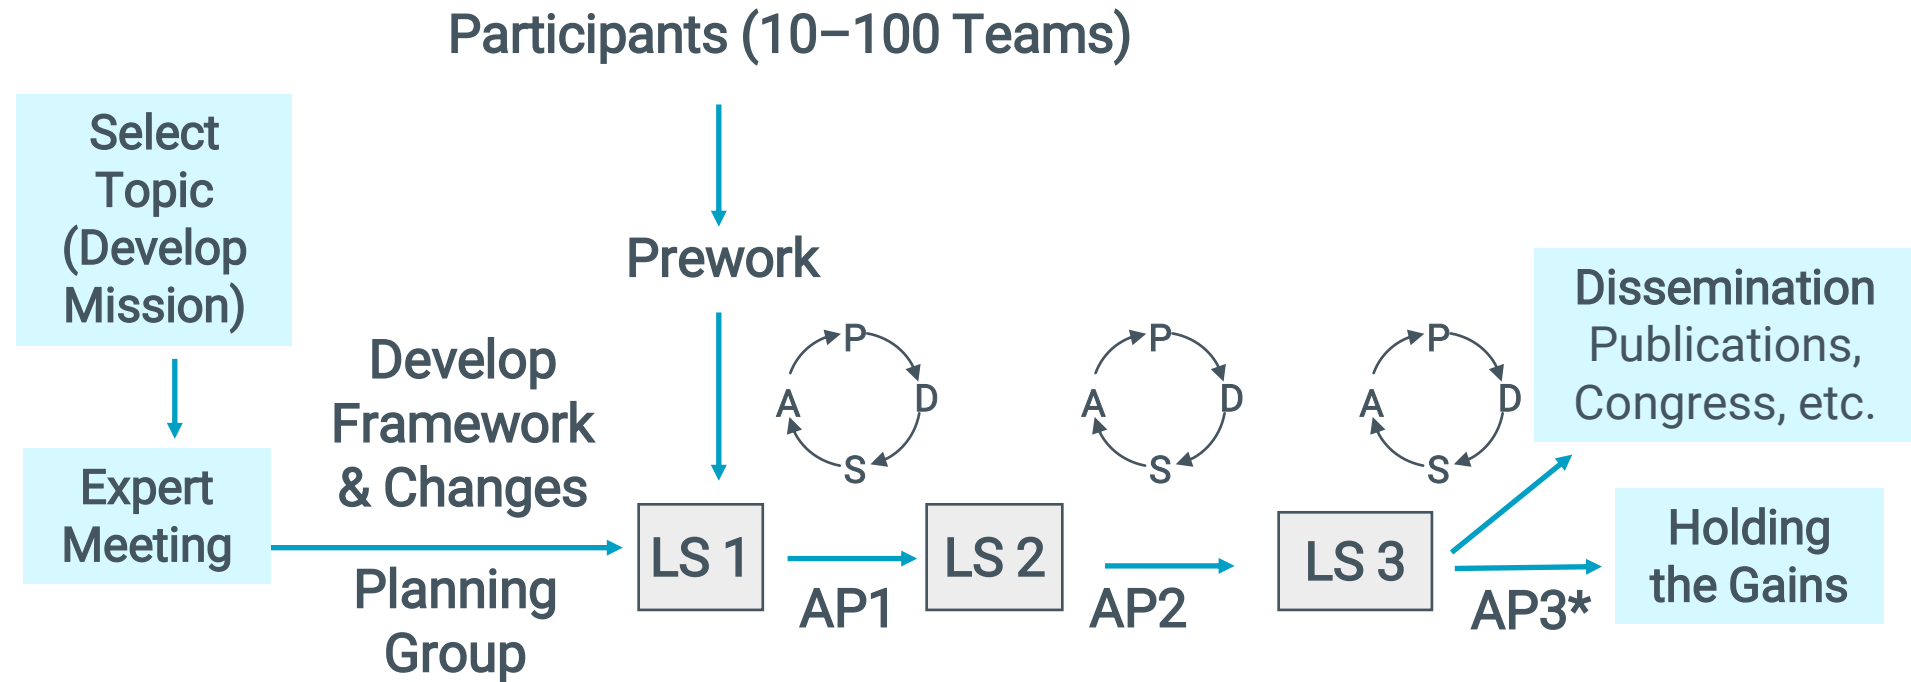 Participants (10–100 Teams)
Select
Topic
(Develop
Mission)
Expert
Meeting
Develop
Framework
& Changes
Planning
Group
Prework
P
D
S
A
P
D
S
A
P
D
S
A
LS 1
AP1
LS 2
AP2
LS 3
AP3*
Dissemination
Publications,
Congress, etc.
Holding
the Gains